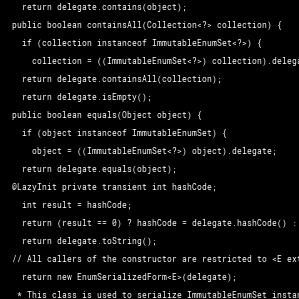 return delegate.contains(object);
public boolean containsAll(Collection<?> collection) {
if (collection instanceof ImmutableEnumSet<?>) {
collection = ((ImmutableEnumSet<?>) collection).delega
return delegate.containsAll(collection);
return delegate.isEmpty();
public boolean equals(Object object) {
if (object instanceof ImmutableEnumSet) {
object = ((ImmutableEnumSet<?>) object).delegate;
return delegate.equals(object);
@LazyInit private transient int hashCode;
int result = hashCode;
return (result == 0) ? hashCode = delegate.hashCode() :
return delegate.toString();
// All callers of the constructor are restricted to <E ext
return new EnumSerializedForm<E>(delegate);
* This class is used to serialize ImmutableEnumSet instan